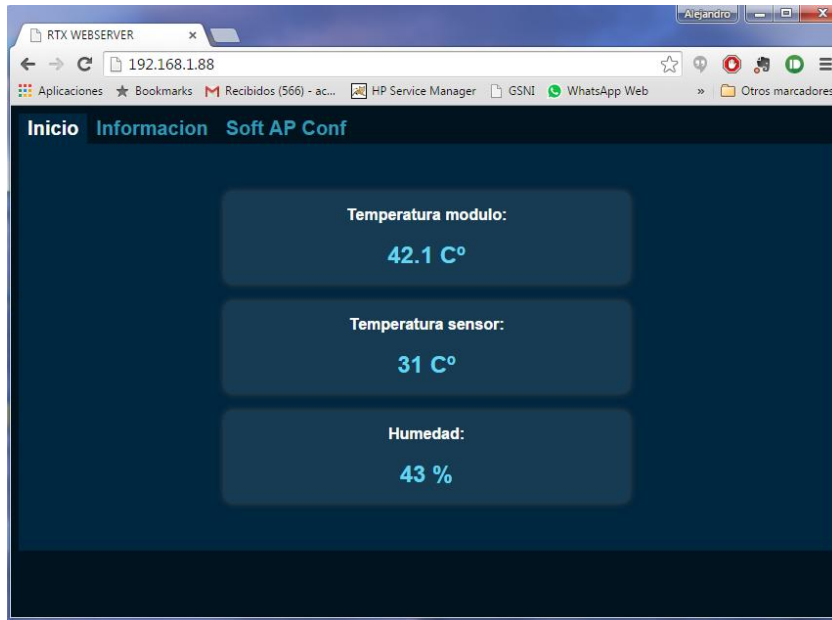 Alejandro
RTX WEBSERVER
192.168.1.88
Aplicaciones Bookmarks Recibidos (566) - ac... HP Service Manager GSNI WhatsApp Web » Otros marcadores
Inicio Informacion Soft AP Conf
Temperatura modulo:
42.1 Cº
Temperatura sensor:
31 Cº
Humedad:
43 %